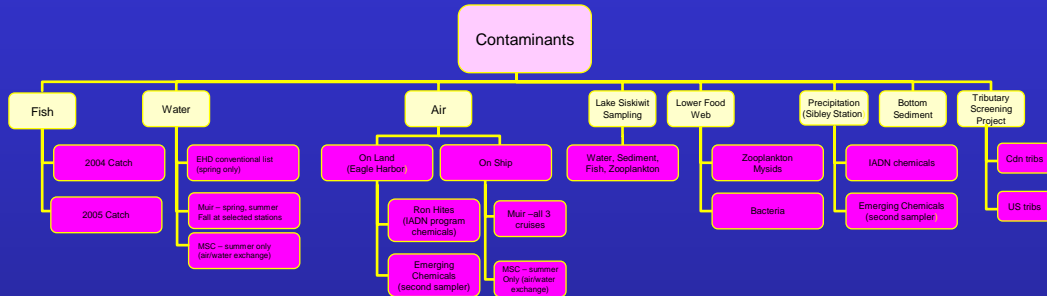 Contaminants
Fish
2004 Catch
2005 Catch
Water
EHD conventional list
(spring only)
Muir – spring, summer
Fall at selected stations
MSC – summer only
(air/water exchange)
Air
On Land
(Eagle Harbor)
Ron Hites
(IADN program
chemicals)
Emerging
Chemicals
(second sampler)
On Ship
Muir –all 3
cruises
MSC – summer
Only (air/water
exchange)
Lake Siskiwit
Sampling
Water, Sediment,
Fish, Zooplankton
Lower Food
Web
Zooplankton
Mysids
Bacteria
Precipitation
(Sibley Station
IADN chemicals
Emerging Chemicals
(second sampler)
Bottom
Sediment
Tributary
Screening
Project
Cdn tribs
US tribs